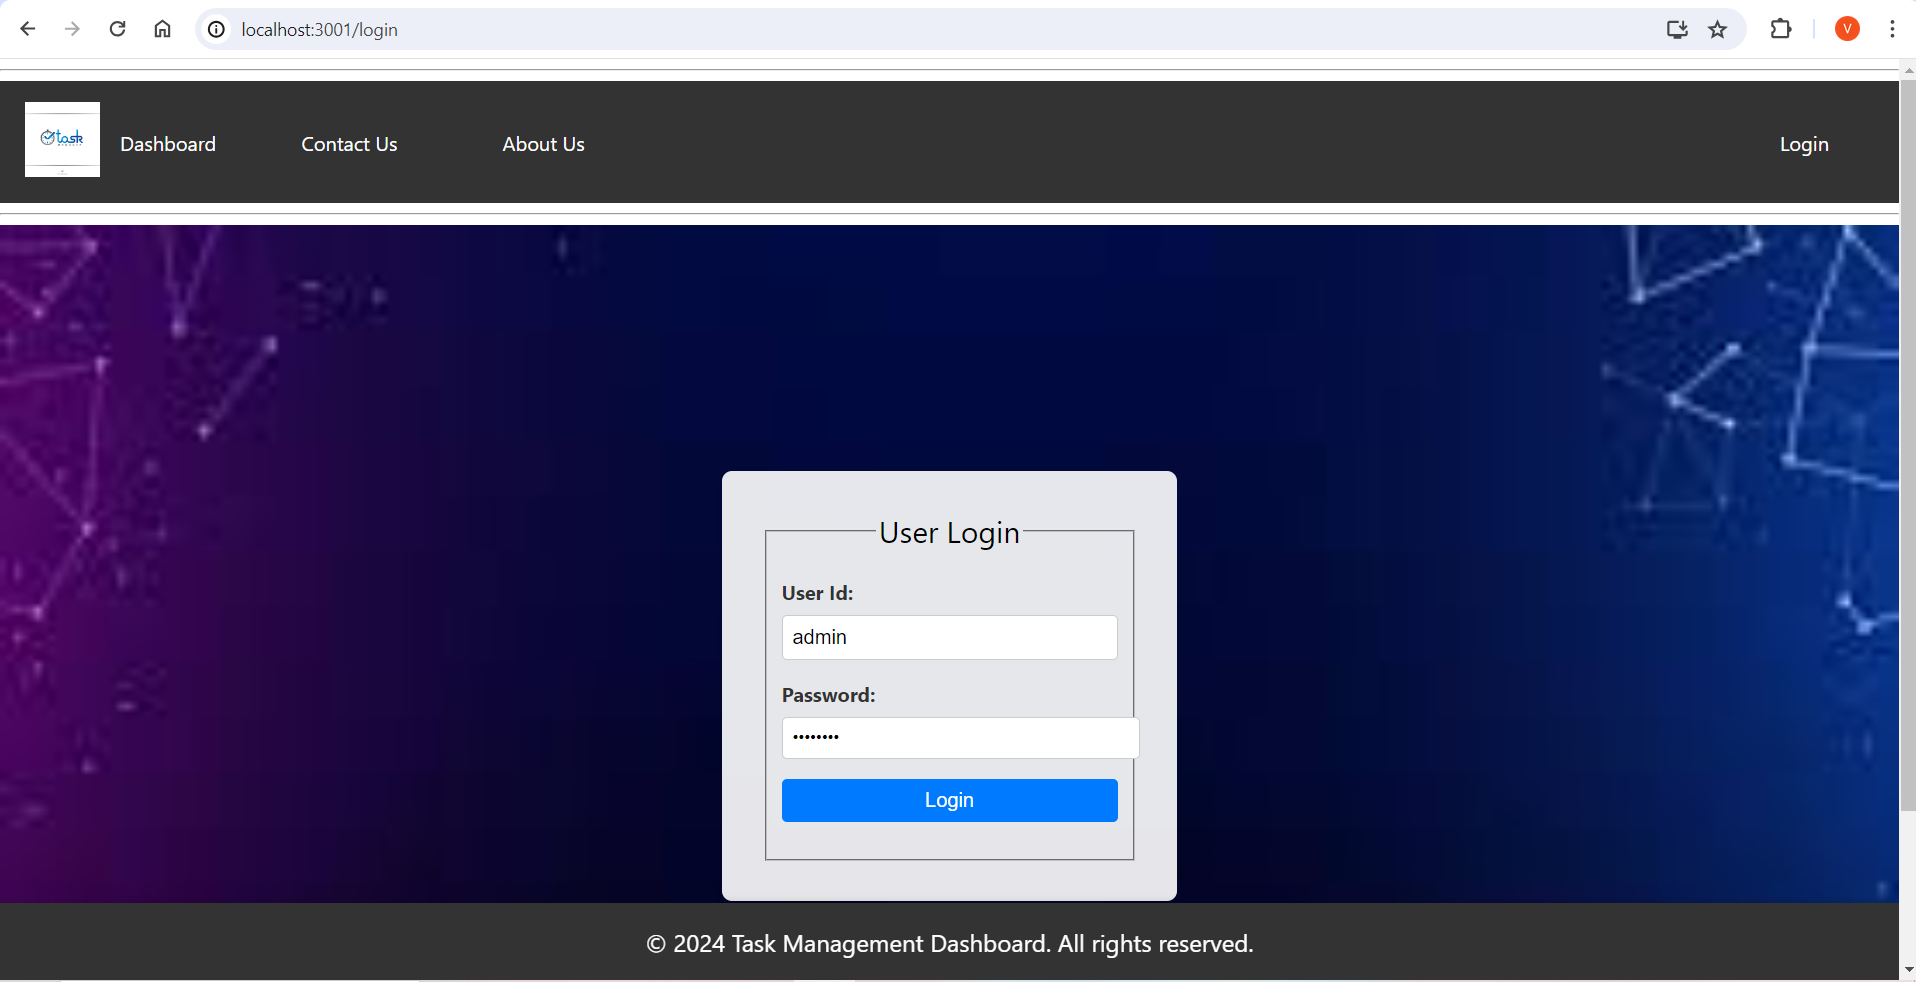 localhost:3001/login
V
task
Dashboard
Contact Us
About Us
Login
User Login
User Id:
admin
Password:
••••••••
Login
© 2024 Task Management Dashboard. All rights reserved.